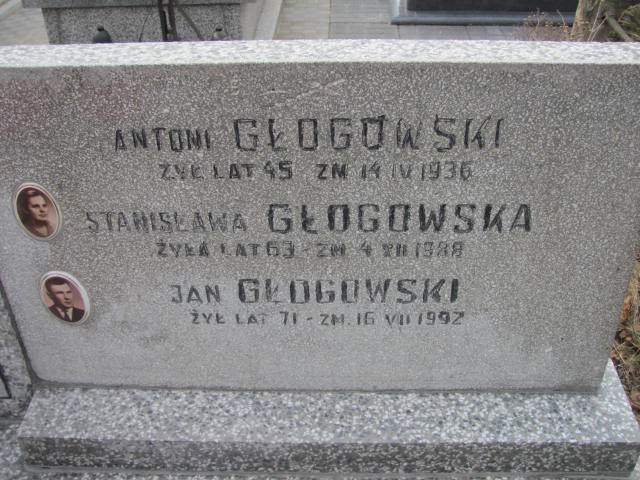 ANTONI GŁOGOWSKI
ŻYŁ LAT 45 ZM 14 IV 1936
STANISŁAWA GŁOGOWSKA
ŻYŁA LAT 63 - ZM 4 VII 1988
JAN GŁOGOWSKI
ŻYŁ LAT 71 - ZM. 16 VII 1992